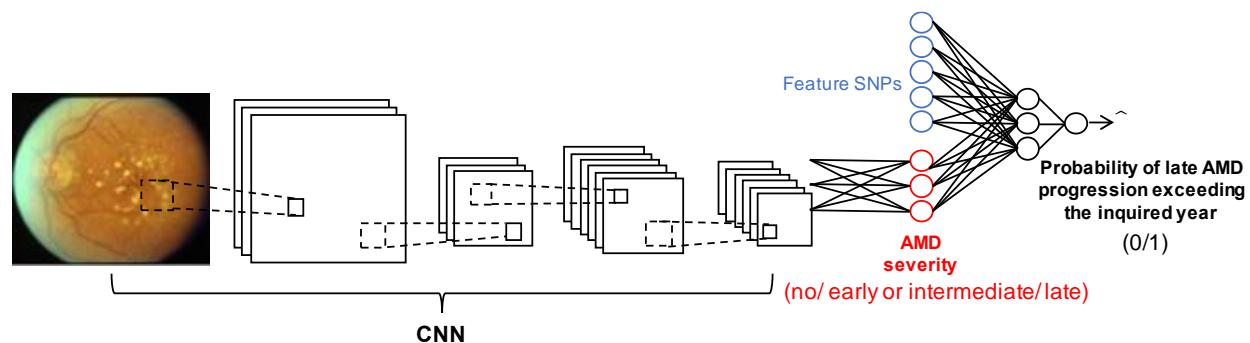 Feature SNPs
AMD
severity
(no/ early or intermediate/ late)
Probability of late AMD
progression exceeding
the inquired year
(0/1)
CNN